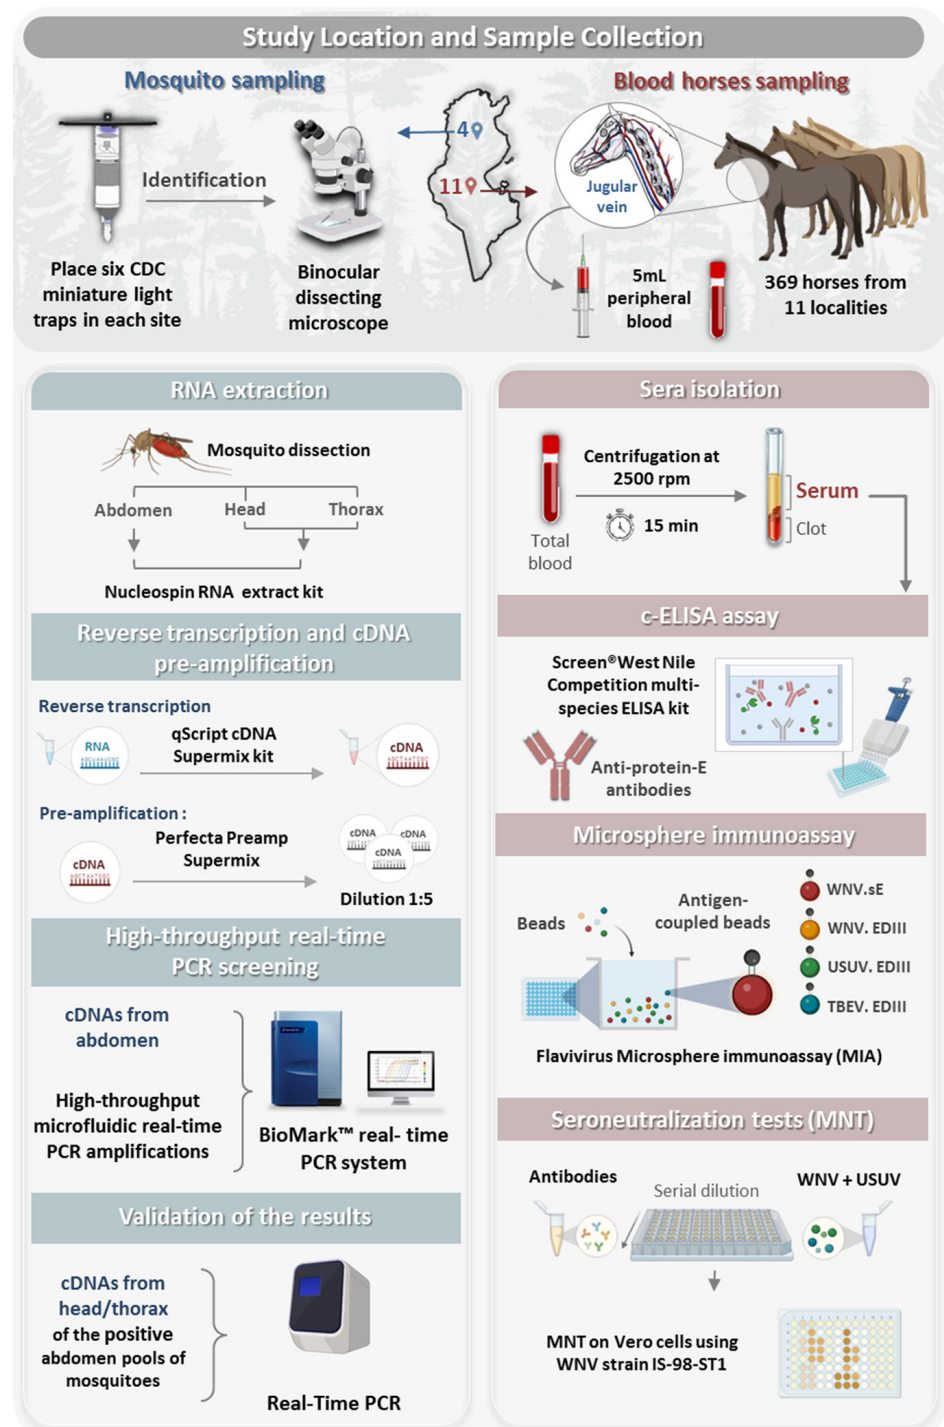 Study Location and Sample Collection
Mosquito sampling
Identification
Place six CDC
miniature light
traps in each site
Binocular
dissecting
microscope
4
11
Blood horses sampling
Jugular
vein
5mL
peripheral
blood
369 horses from
11 localities
RNA extraction
Mosquito dissection
Abdomen
Head
Thorax
Nucleospin RNA extract kit
Reverse transcription and cDNA
pre-amplification
Reverse transcription
RNA
qScript cDNA
Supermix kit
cDNA
Pre-amplification :
cDNA
Perfecta Preamp
Supermix
cDNA
cDNA
cDNA
Dilution 1:5
High-throughput real-time
PCR screening
cDNAs from
abdomen
High-throughput
microfluidic real-time
PCR amplifications
BioMark™ real- time
PCR system
Validation of the results
cDNAs from
head/thorax
of the positive
abdomen pools of
mosquitoes
Real-Time PCR
Sera isolation
Total
blood
Centrifugation at
2500 rpm
15 min
Serum
Clot
c-ELISA assay
Screen®West Nile
Competition multi-
species ELISA kit
Anti-protein-E
antibodies
Microsphere immunoassay
Beads
Antigen-
coupled beads
WNV.sE
WNV. EDIII
USUV. EDIII
TBEV. EDIII
Flavivirus Microsphere immunoassay (MIA)
Seroneutralization tests (MNT)
Antibodies
Serial dilution
WNV + USUV
MNT on Vero cells using
WNV strain IS-98-ST1